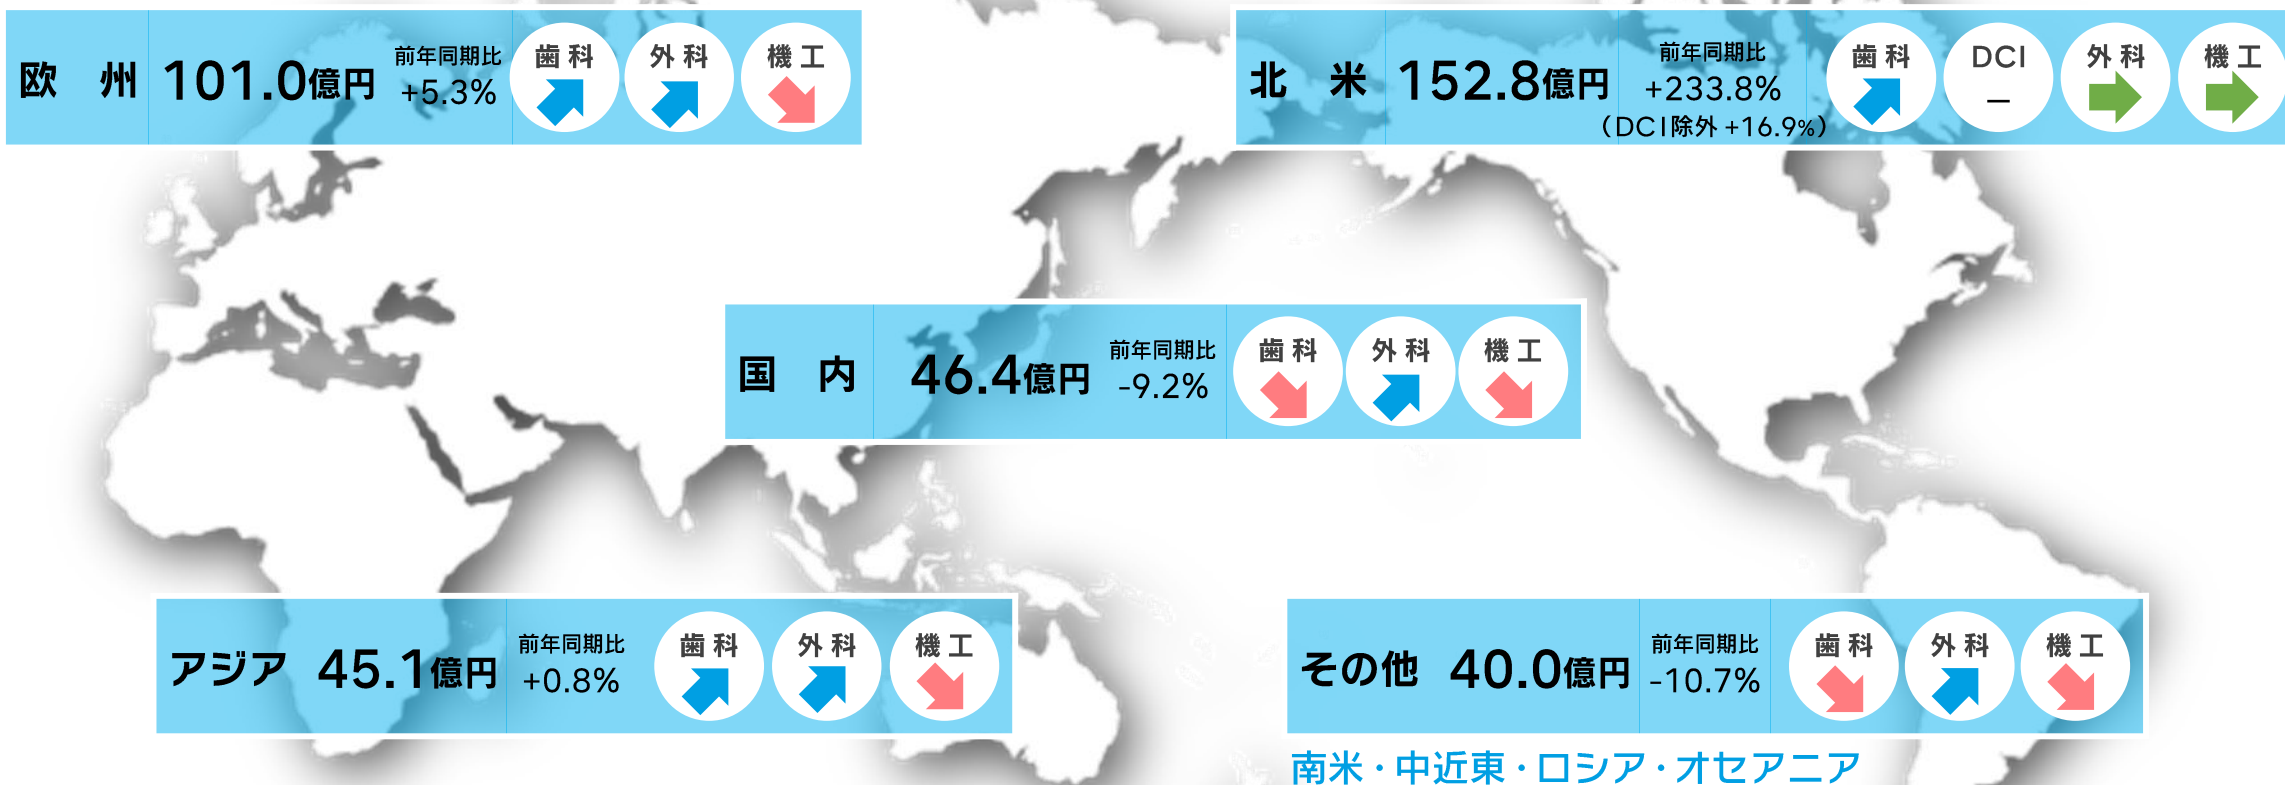 欧 州 101.0億円 前年同期比 +5.3% 歯科 外科 機工
北 米 152.8億円 前年同期比 +233.8% (DCI除外 +16.9%) 歯科 DCI – 外科 機工
国 内 46.4億円 前年同期比 -9.2% 歯科 外科 機工
アジア 45.1億円 前年同期比 +0.8% 歯科 外科 機工
その他 40.0億円 前年同期比 -10.7% 歯科 外科 機工
南米・中近東・ロシア・オセアニア